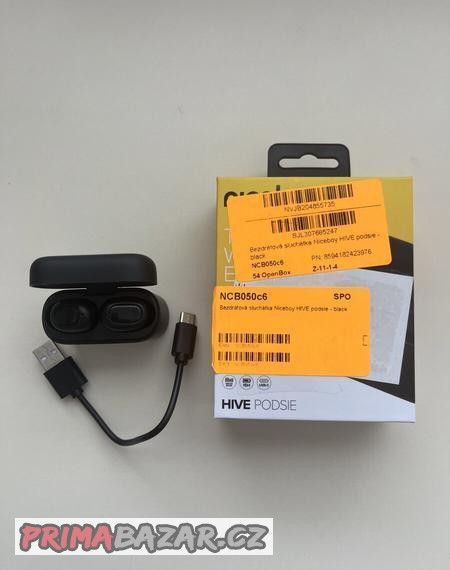 NVJB204855735
SJL307665247
Bezdrátová sluchátka Niceboy HIVE podsie -
black
NCB050c6
PN: 8594182423976
54 OpenBox
Z-11-1-4
NCB050c6
SPO
Bezdrátová sluchátka Niceboy HIVE podsie - black
HIVE PODSIE
PRIMABAZAR.CZ